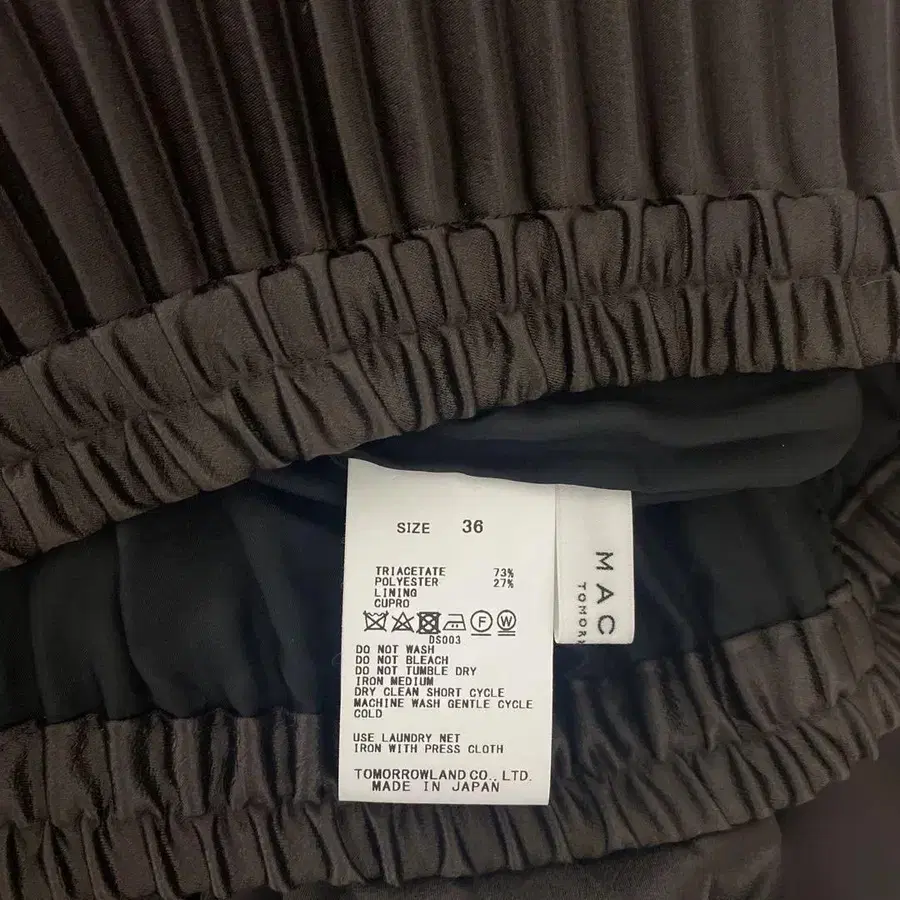 SIZE 36
TRIACETATE 73%
POLYESTER 27%
LINING
CUPRO
F W
DS003
DO NOT WASH
DO NOT BLEACH
DO NOT TUMBLE DRY
IRON MEDIUM
DRY CLEAN SHORT CYCLE
MACHINE WASH GENTLE CYCLE
COLD
USE LAUNDRY NET
IRON WITH PRESS CLOTH
TOMORROWLAND CO., LTD.
MADE IN JAPAN
MAC